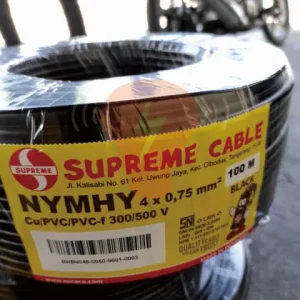 SUPREME CABLE
SUPREME
Jl. Kalisabi No. 61 Kel. Uwung Jaya, Kec. Cibodas, Tangerang
100 M
NYMHY 4 x 0,75 mm²
BLACK
Cu/PVC/PVC-f 300/500 V
SNI